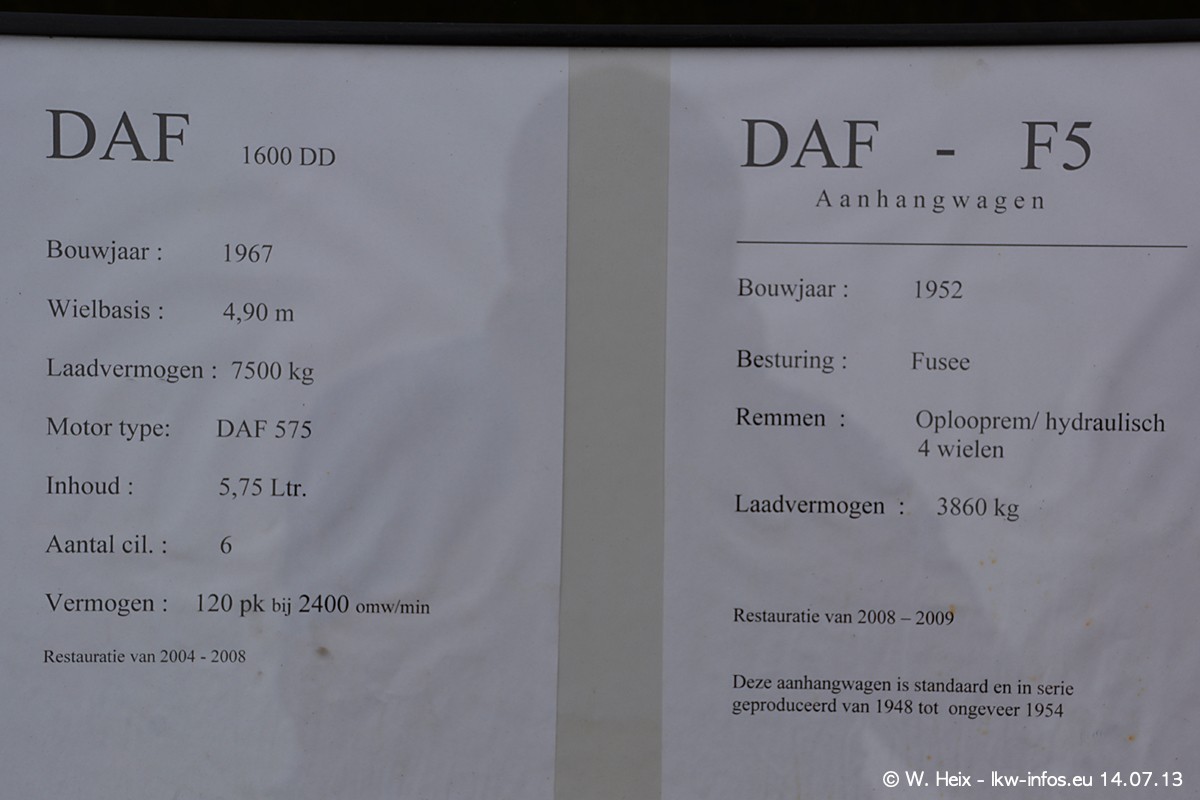 DAF 1600 DD
Bouwjaar : 1967
Wielbasis : 4,90 m
Laadvermogen : 7500 kg
Motor type: DAF 575
Inhoud : 5,75 Ltr.
Aantal cil. : 6
Vermogen : 120 pk bij 2400 omw/min
Restauratie van 2004 - 2008
DAF - F5
Aanhangwagen
Bouwjaar : 1952
Besturing : Fusee
Remmen : Oplooprem/ hydraulisch
4 wielen
Laadvermogen : 3860 kg
Restauratie van 2008 – 2009
Deze aanhangwagen is standaard en in serie
geproduceerd van 1948 tot ongeveer 1954
© W. Heix - lkw-infos.eu 14.07.13